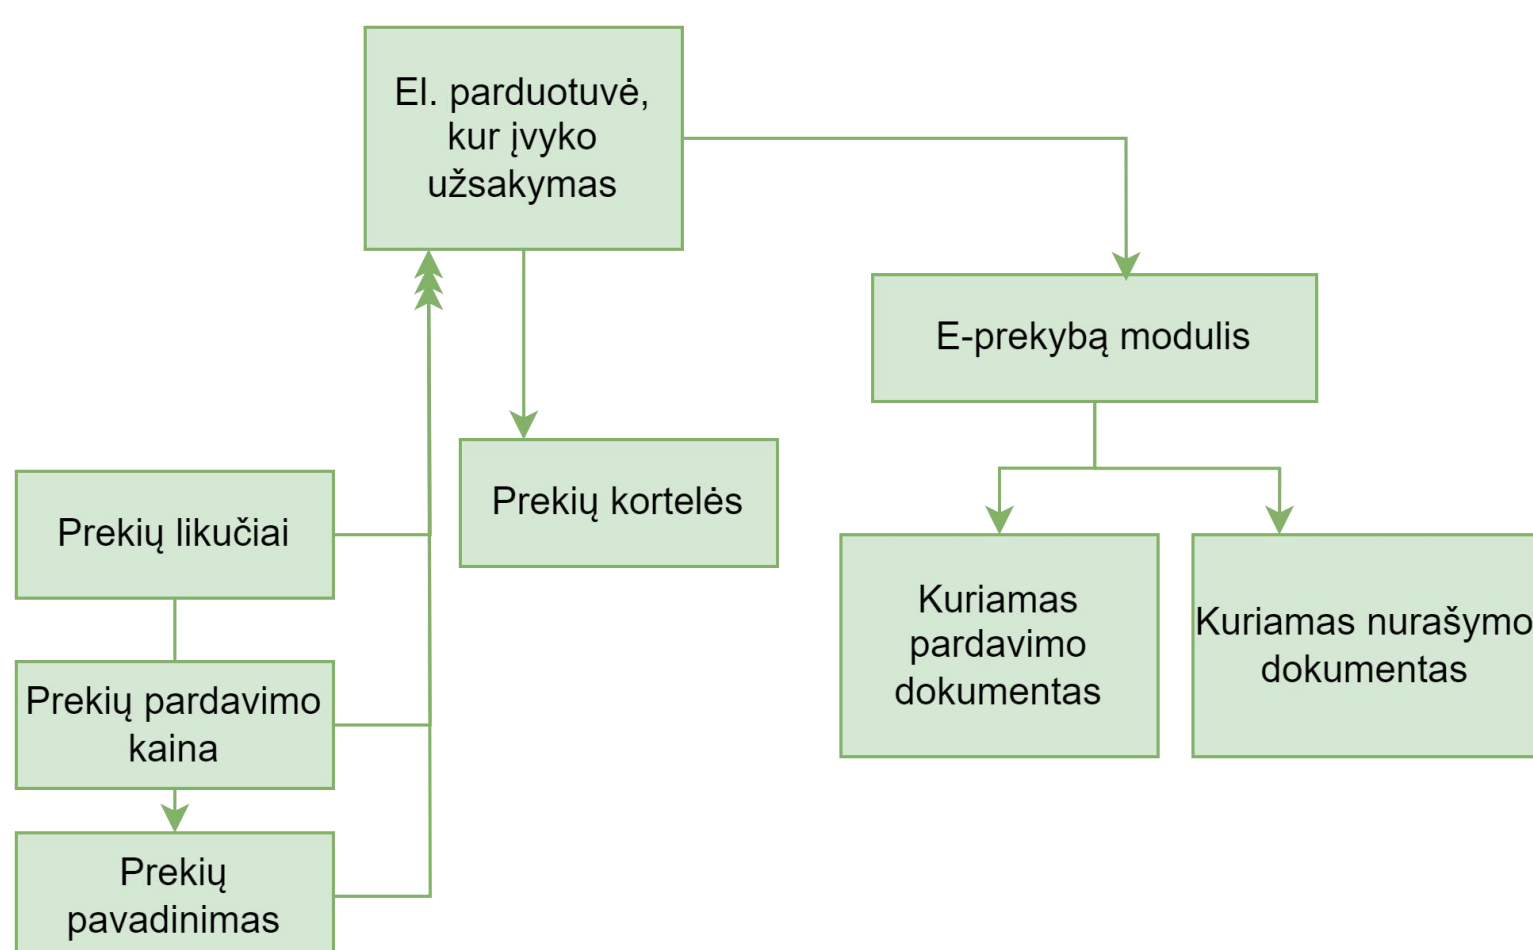 El. parduotuvė,
kur įvyko
užsakymas
E-prekybą modulis
Prekių kortelės
Prekių likučiai
Kuriamas
pardavimo
dokumentas
Kuriamas nurašymo
dokumentas
Prekių pardavimo
kaina
Prekių
pavadinimas